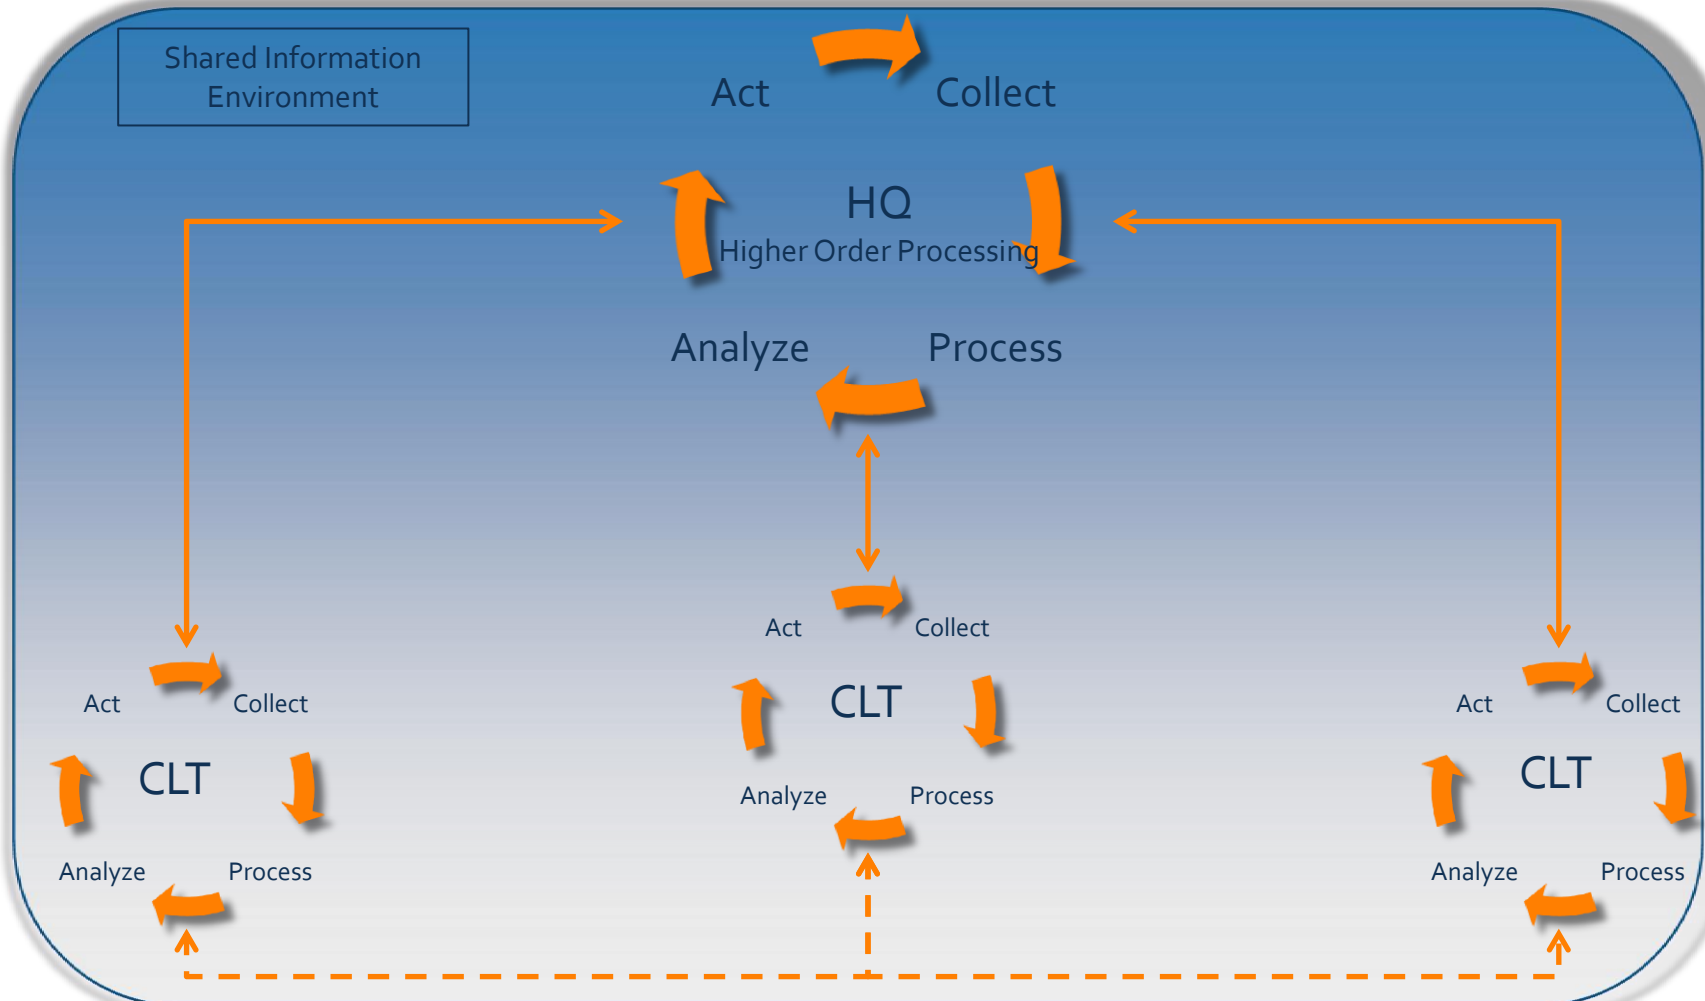 Shared Information
Environment
Act
Collect
HQ
Higher Order Processing
Analyze
Process
Act
Collect
CLT
Analyze
Process
Act
Collect
CLT
Analyze
Process
Act
Collect
CLT
Analyze
Process